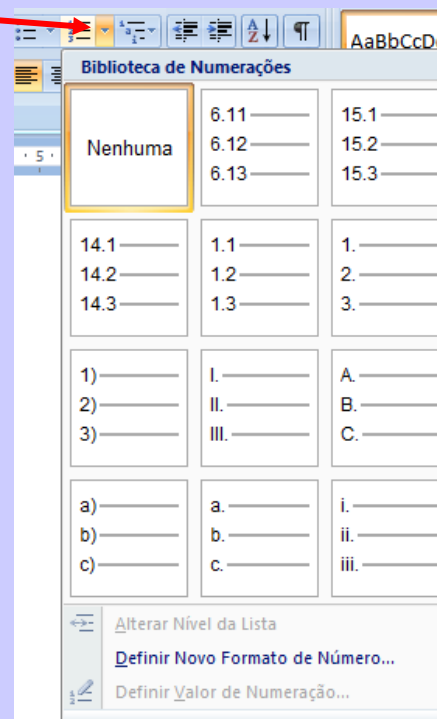 AaBbCcD
Biblioteca de Numerações
· 5 ·
Nenhuma
6.11
6.12
6.13
15.1
15.2
15.3
14.1
14.2
14.3
1.1
1.2
1.3
1.
2.
3.
1)
2)
3)
I.
II.
III.
A.
B.
C.
a)
b)
c)
a.
b.
c.
i.
ii.
iii.
Alterar Nível da Lista
Definir Novo Formato de Número...
Definir Valor de Numeração...